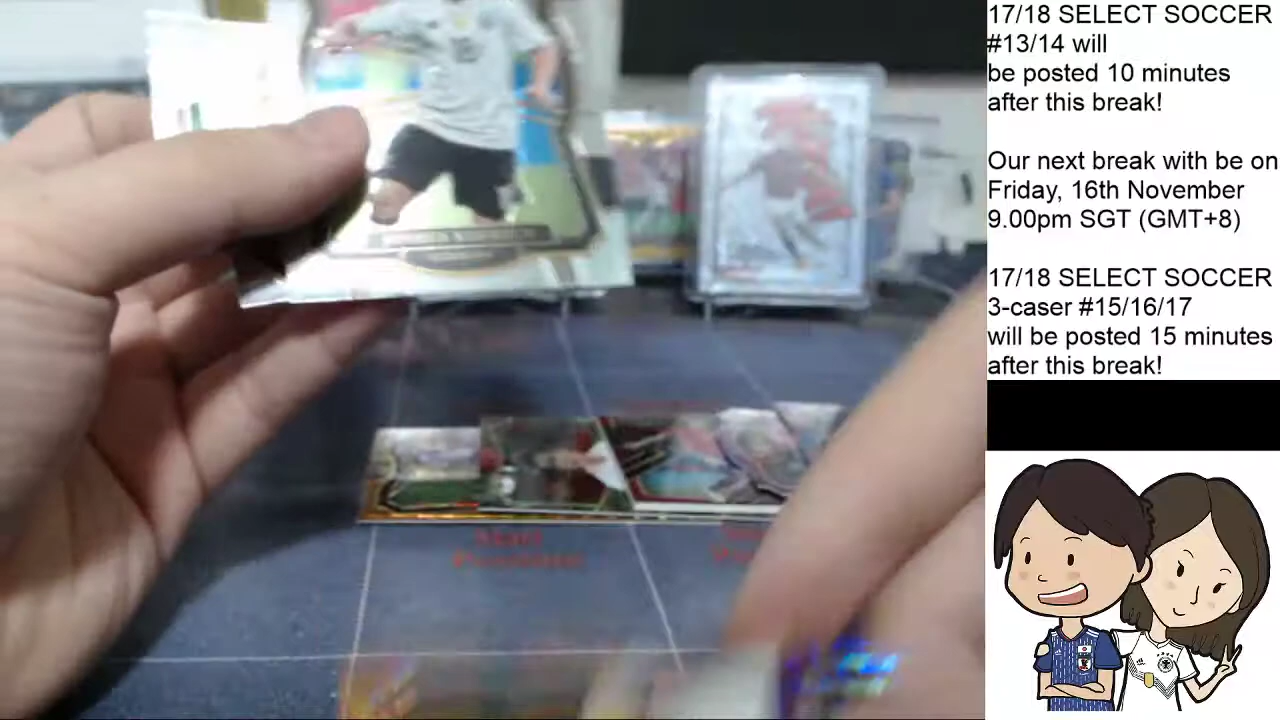 17/18 SELECT SOCCER
#13/14 will
be posted 10 minutes
after this break!
Our next break with be on
Friday, 16th November
9.00pm SGT (GMT+8)
17/18 SELECT SOCCER
3-caser #15/16/17
will be posted 15 minutes
after this break!